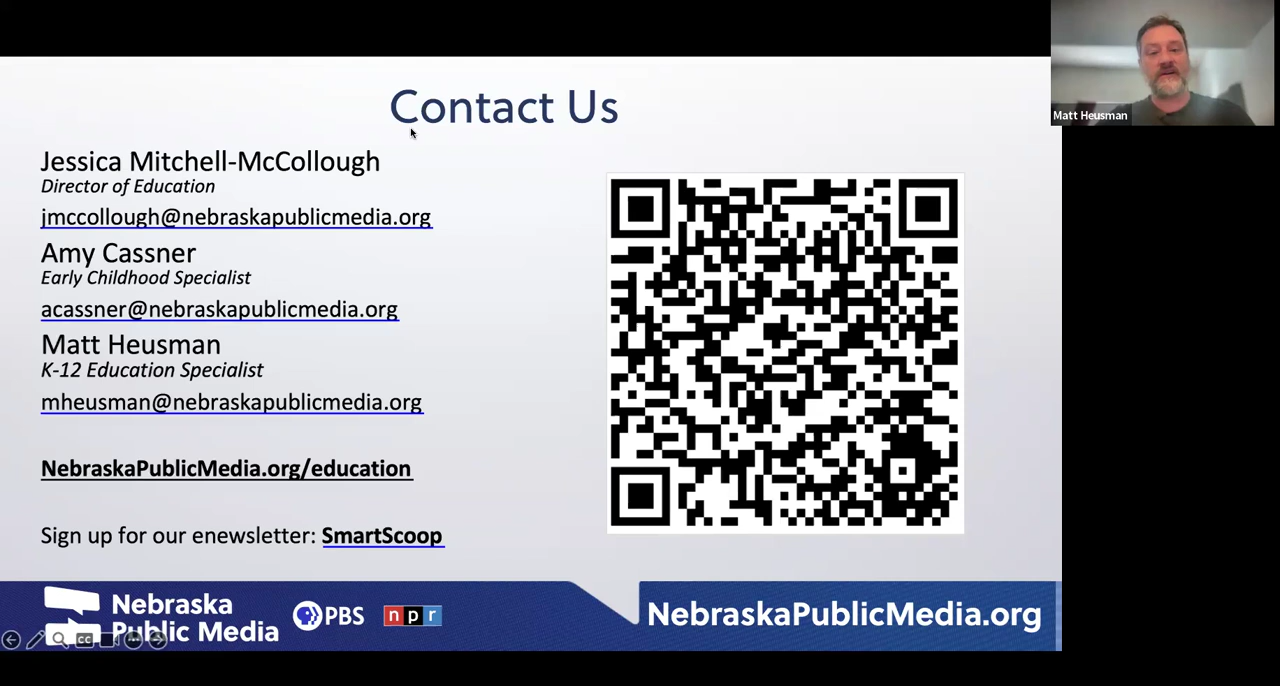 Contact Us
Matt Heusman
Jessica Mitchell-McCollough
Director of Education
jmccollough@nebraskapublicmedia.org
Amy Cassner
Early Childhood Specialist
acassner@nebraskapublicmedia.org
Matt Heusman
K-12 Education Specialist
mheusman@nebraskapublicmedia.org
NebraskaPublicMedia.org/education
Sign up for our enewsletter: SmartScoop
Nebraska
Public Media
PBS
npr
NebraskaPublicMedia.org
CC